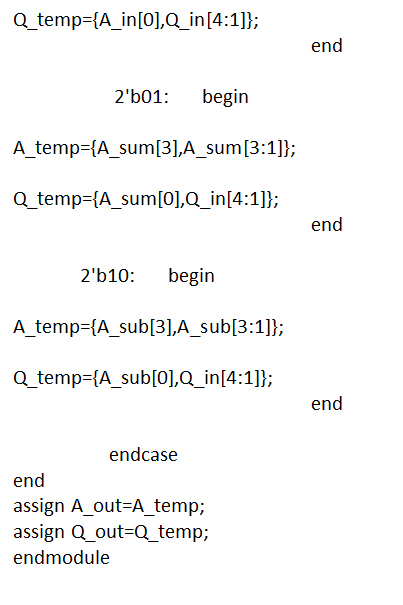 Q_temp={A_in[0],Q_in[4:1]};
end
2'b01: begin
A_temp={A_sum[3],A_sum[3:1]};
Q_temp={A_sum[0],Q_in[4:1]};
end
2'b10: begin
A_temp={A_sub[3],A_sub[3:1]};
Q_temp={A_sub[0],Q_in[4:1]};
end
endcase
end
assign A_out=A_temp;
assign Q_out=Q_temp;
endmodule